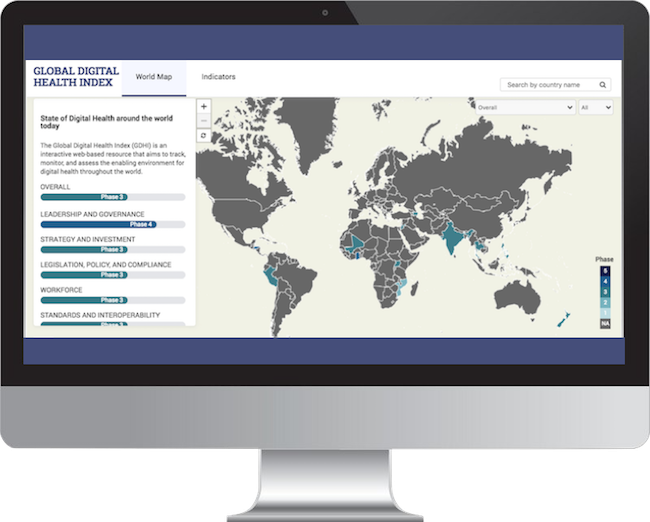 GLOBAL DIGITAL
HEALTH INDEX
World Map
Indicators
Search by country name
Overall
All
+
−
State of Digital Health around the world
today
The Global Digital Health Index (GDHI) is an
interactive web-based resource that aims to track,
monitor, and assess the enabling environment for
digital health throughout the world.
OVERALL
Phase 3
LEADERSHIP AND GOVERNANCE
Phase 4
STRATEGY AND INVESTMENT
Phase 3
LEGISLATION, POLICY, AND COMPLIANCE
Phase 3
WORKFORCE
Phase 3
STANDARDS AND INTEROPERABILITY
Phase 3
Phase
5
4
3
2
1
NA